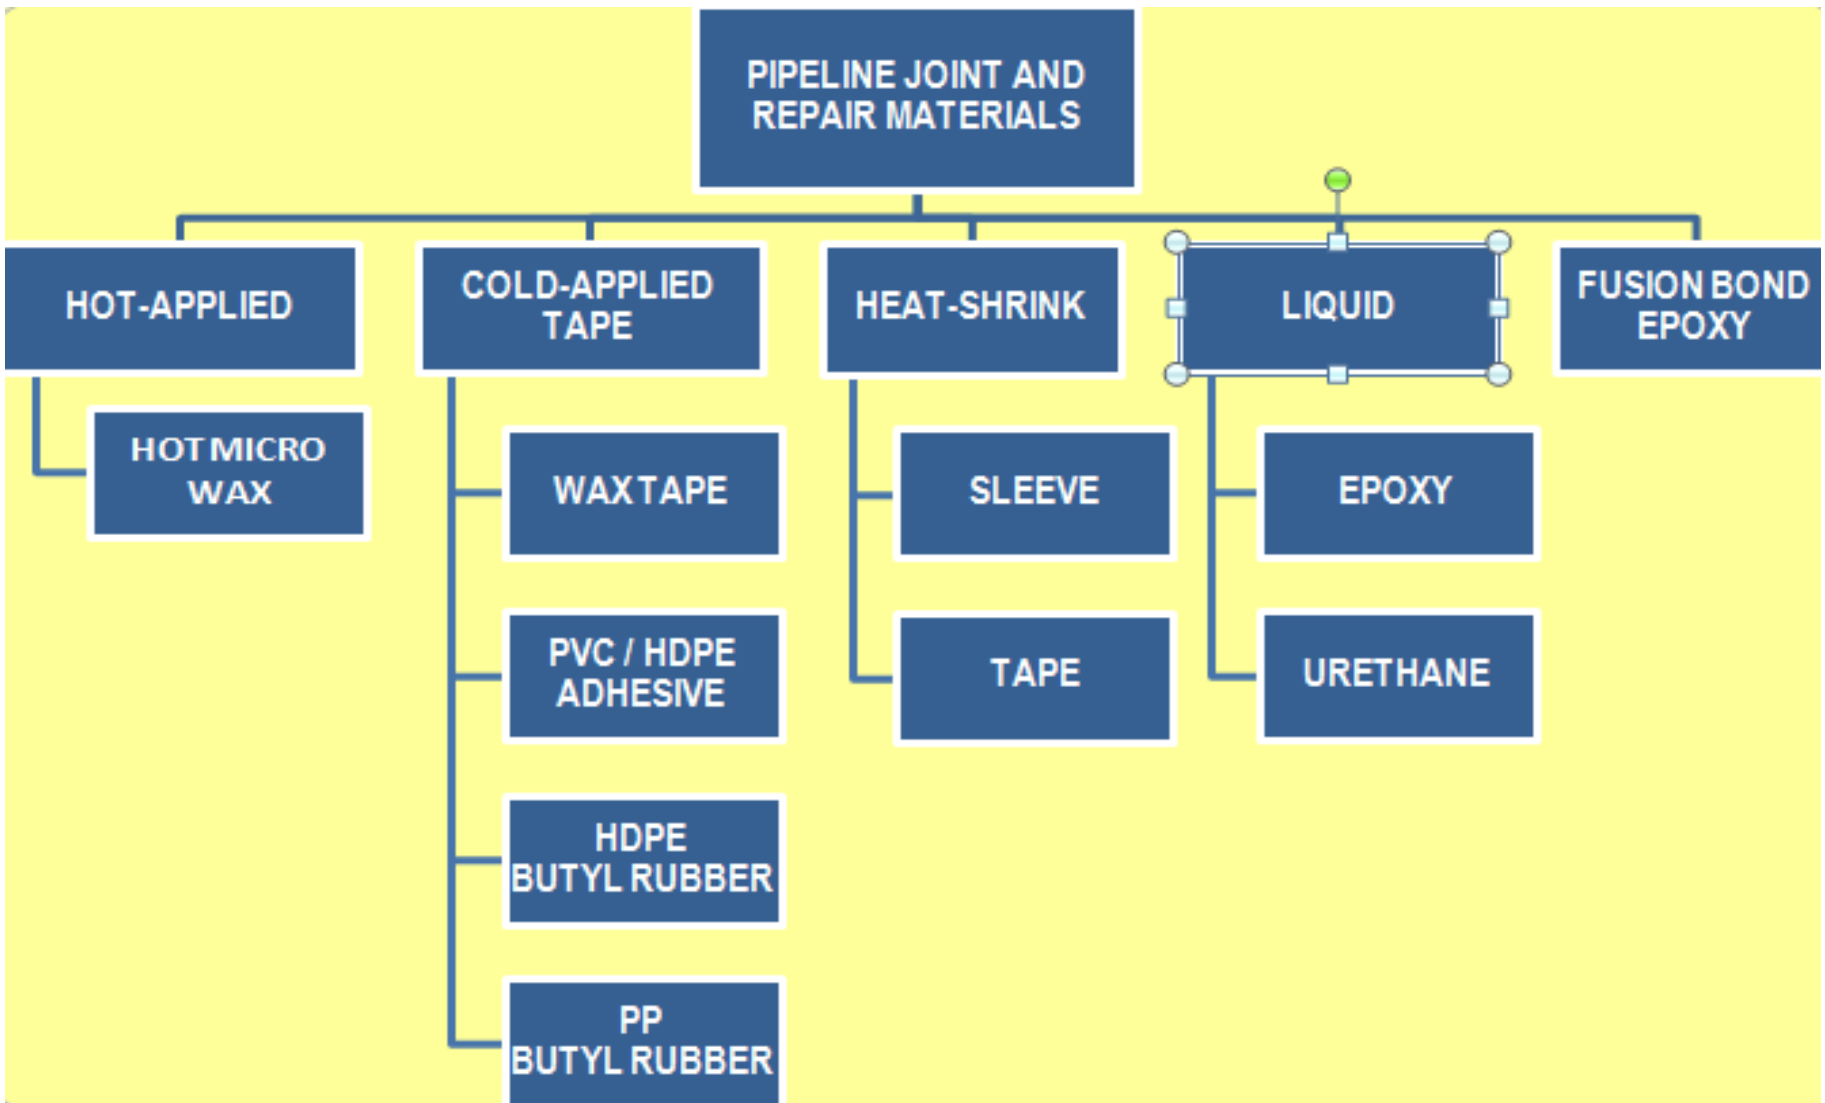 PIPELINE JOINT AND
REPAIR MATERIALS
HOT-APPLIED
COLD-APPLIED
TAPE
HEAT-SHRINK
LIQUID
FUSION BOND
EPOXY
HOT MICRO
WAX
WAX TAPE
SLEEVE
EPOXY
PVC / HDPE
ADHESIVE
TAPE
URETHANE
HDPE
BUTYL RUBBER
PP
BUTYL RUBBER